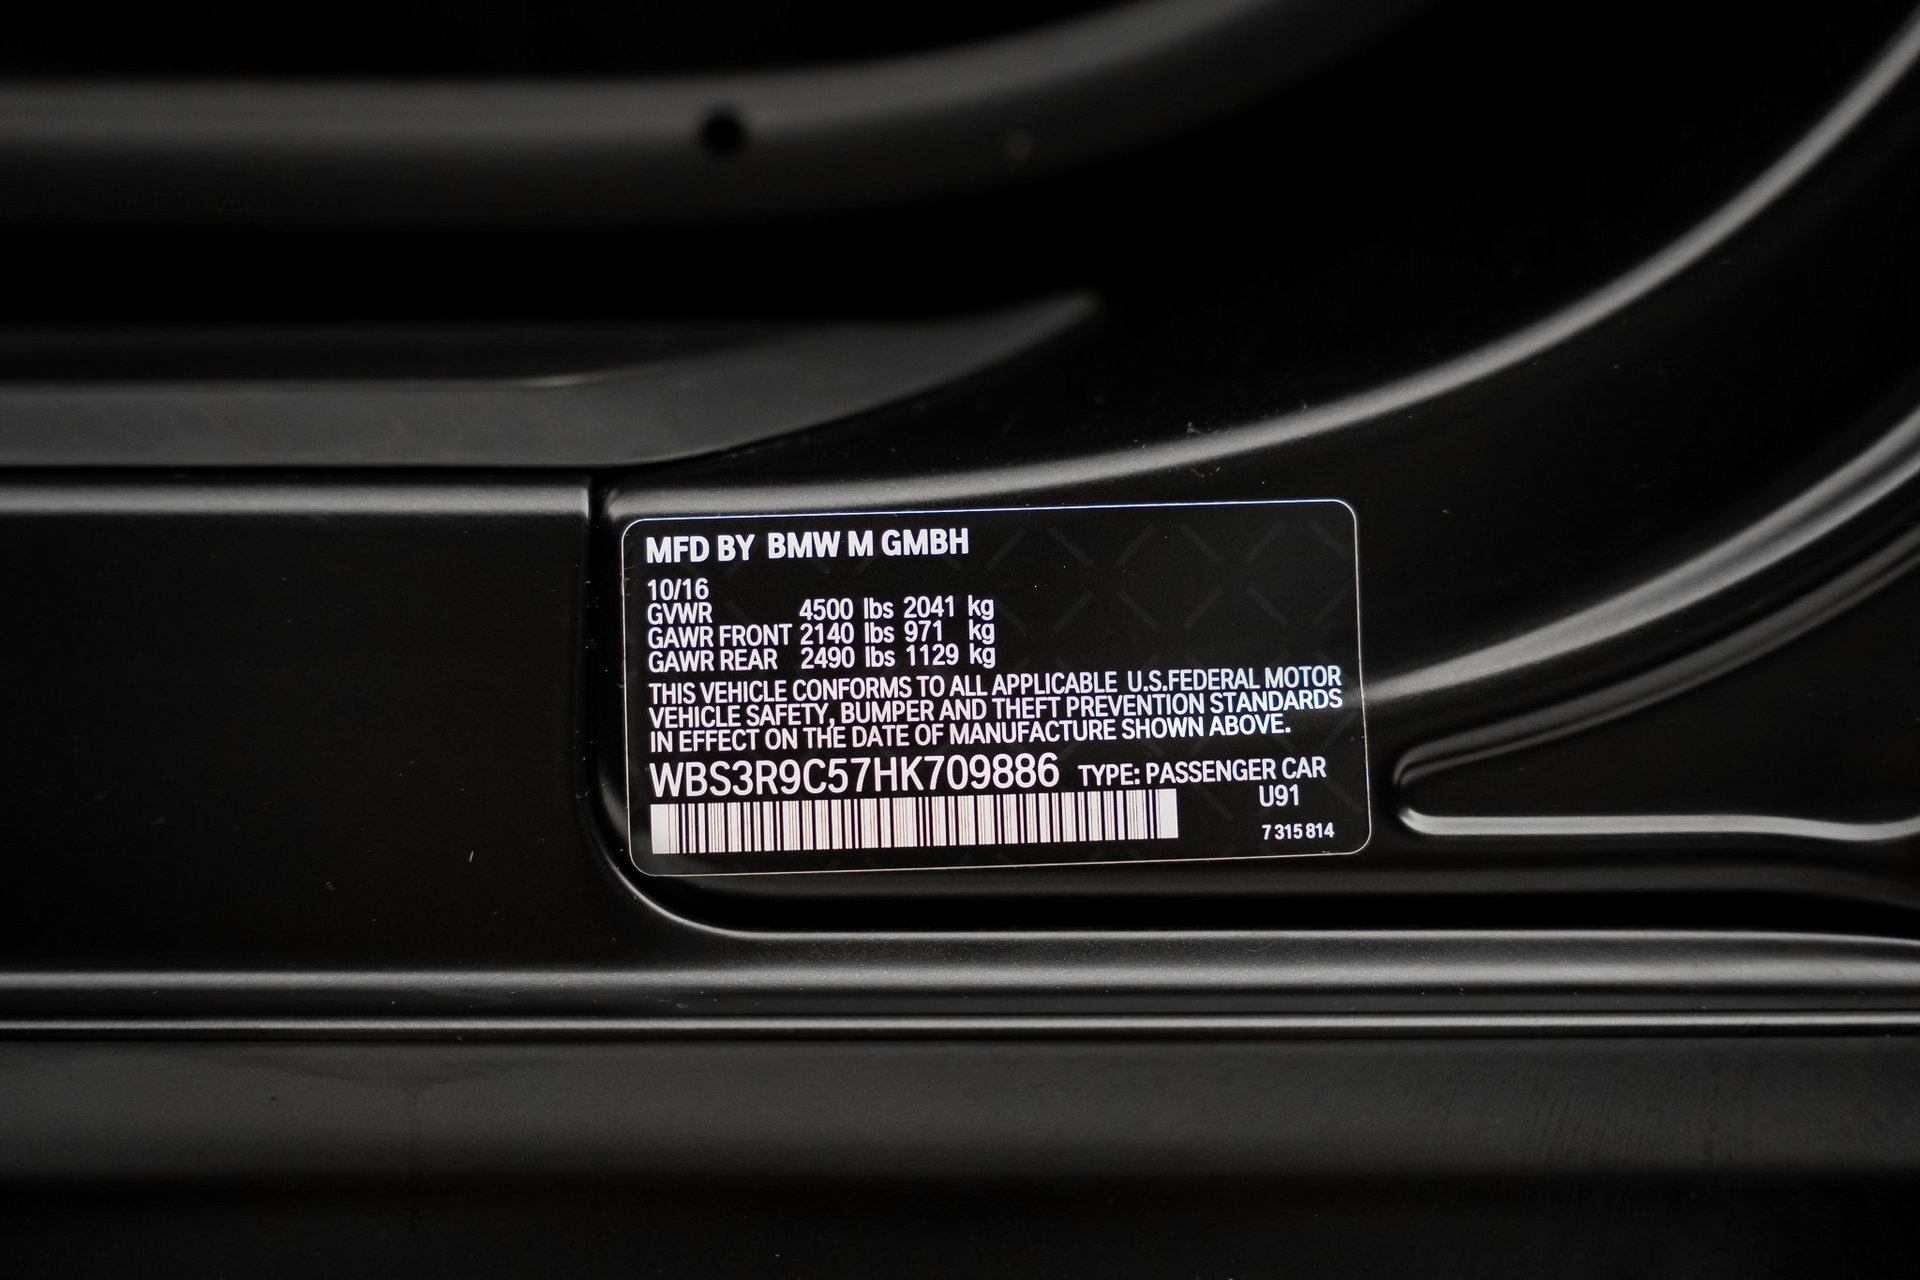 MFD BY BMW M GMBH
10/16
GVWR 4500 lbs 2041 kg
GAWR FRONT 2140 lbs 971 kg
GAWR REAR 2490 lbs 1129 kg
THIS VEHICLE CONFORMS TO ALL APPLICABLE U.S.FEDERAL MOTOR
VEHICLE SAFETY, BUMPER AND THEFT PREVENTION STANDARDS
IN EFFECT ON THE DATE OF MANUFACTURE SHOWN ABOVE.
WBS3R9C57HK709886 TYPE: PASSENGER CAR
U91
7 315 814